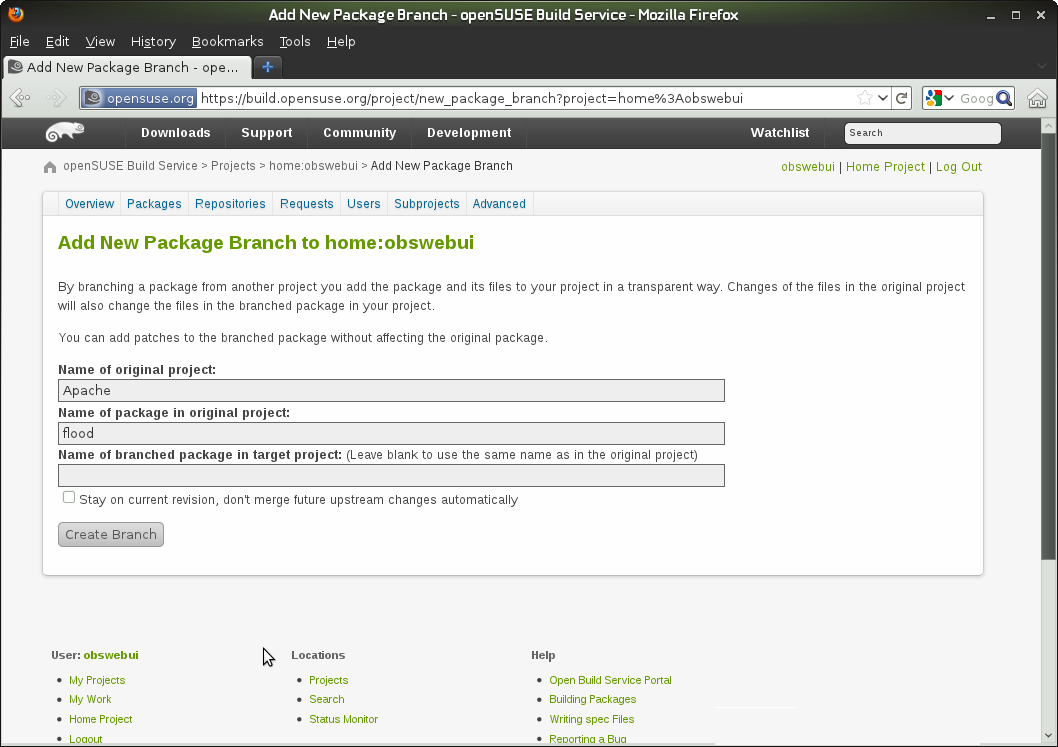 Add New Package Branch - openSUSE Build Service - Mozilla Firefox
File Edit View History Bookmarks Tools Help
Add New Package Branch - ope...
opensuse.org https://build.opensuse.org/project/new_package_branch?project=home%3Aobswebui Goog
Downloads Support Community Development Watchlist Search
openSUSE Build Service > Projects > home:obswebui > Add New Package Branch
obswebui | Home Project | Log Out
Overview Packages Repositories Requests Users Subprojects Advanced
Add New Package Branch to home:obswebui
By branching a package from another project you add the package and its files to your project in a transparent way. Changes of the files in the original project
will also change the files in the branched package in your project.
You can add patches to the branched package without affecting the original package.
Name of original project:
Apache
Name of package in original project:
flood
Name of branched package in target project: (Leave blank to use the same name as in the original project)
Stay on current revision, don't merge future upstream changes automatically
Create Branch
User: obswebui
My Projects
My Work
Home Project
Logout
Locations
Projects
Search
Status Monitor
Help
Open Build Service Portal
Building Packages
Writing spec Files
Reporting a Bug